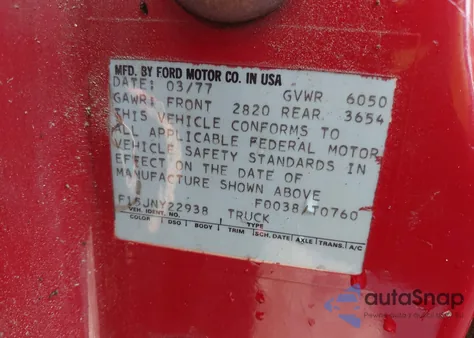 MFD. BY FORD MOTOR CO. IN USA
DATE: 03/77 GVWR 6050
GAWR: FRONT 2820 REAR 3654
THIS VEHICLE CONFORMS TO
ALL APPLICABLE FEDERAL MOTOR
VEHICLE SAFETY STANDARDS IN
EFFECT ON THE DATE OF
MANUFACTURE SHOWN ABOVE
F15JNY22938 F0038/T0760
VEH. IDENT. NO. TRUCK TYPE
COLOR DSO BODY TRIM SCH. DATE AXLE TRANS. A/C
autaSnap